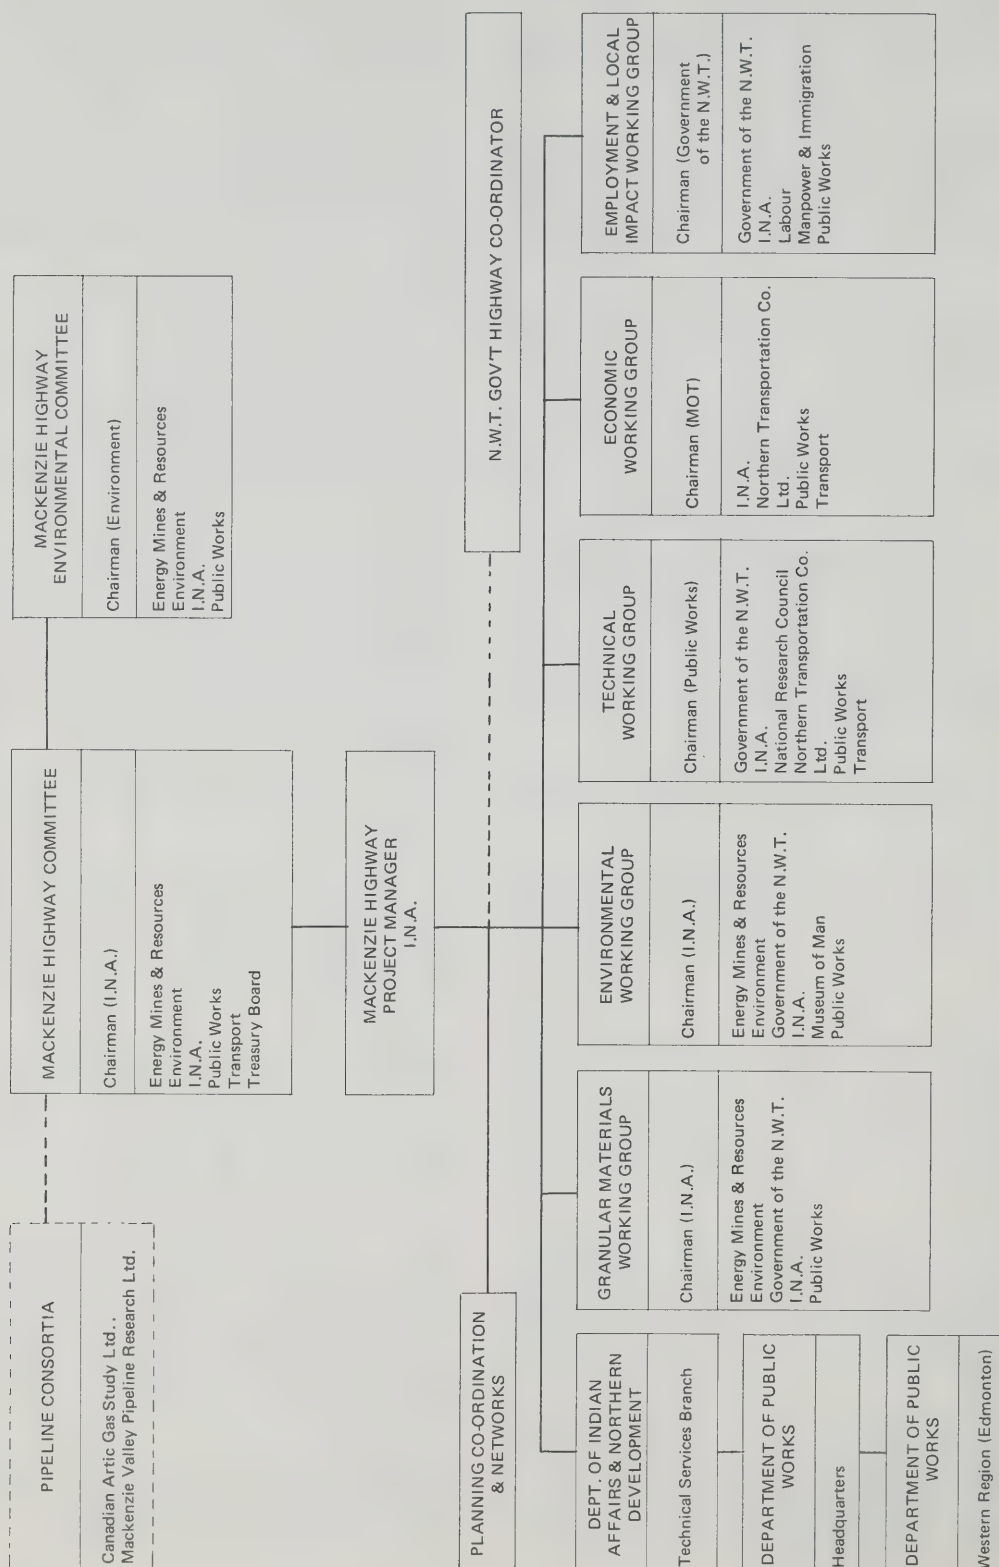 PIPELINE CONSORTIA
Canadian Artic Gas Study Ltd..
Mackenzie Valley Pipeline Research Ltd.
MACKENZIE HIGHWAY COMMITTEE
Chairman (I.N.A.)
Energy Mines & Resources
Environment
I.N.A.
Public Works
Transport
Treasury Board
MACKENZIE HIGHWAY
ENVIRONMENTAL COMMITTEE
Chairman (Environment)
Energy Mines & Resources
Environment
I.N.A.
Public Works
MACKENZIE HIGHWAY
PROJECT MANAGER
I.N.A.
PLANNING CO-ORDINATION
& NETWORKS
N.W.T. GOV'T HIGHWAY CO-ORDINATOR
DEPT. OF INDIAN
AFFAIRS & NORTHERN
DEVELOPMENT
Technical Services Branch
DEPARTMENT OF PUBLIC
WORKS
Headquarters
DEPARTMENT OF PUBLIC
WORKS
Western Region (Edmonton)
GRANULAR MATERIALS
WORKING GROUP
Chairman (I.N.A.)
Energy Mines & Resources
Environment
Government of the N.W.T.
I.N.A.
Public Works
ENVIRONMENTAL
WORKING GROUP
Chairman (I.N.A.)
Energy Mines & Resources
Environment
Government of the N.W.T.
I.N.A.
Museum of Man
Public Works
TECHNICAL
WORKING GROUP
Chairman (Public Works)
Government of the N.W.T.
I.N.A.
National Research Council
Northern Transportation Co.
Ltd.
Public Works
Transport
ECONOMIC
WORKING GROUP
Chairman (MOT)
I.N.A.
Northern Transportation Co.
Ltd.
Public Works
Transport
EMPLOYMENT & LOCAL
IMPACT WORKING GROUP
Chairman (Government
of the N.W.T.)
Government of the N.W.T.
I.N.A.
Labour
Manpower & Immigration
Public Works